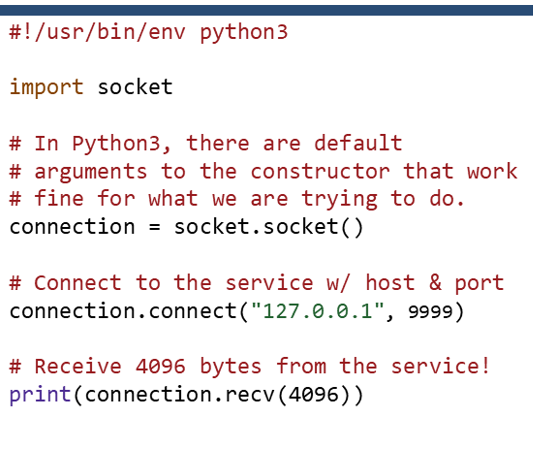 #!/usr/bin/env python3
import socket
# In Python3, there are default
# arguments to the constructor that work
# fine for what we are trying to do.
connection = socket.socket()
# Connect to the service w/ host & port
connection.connect("127.0.0.1", 9999)
# Receive 4096 bytes from the service!
print(connection.recv(4096))